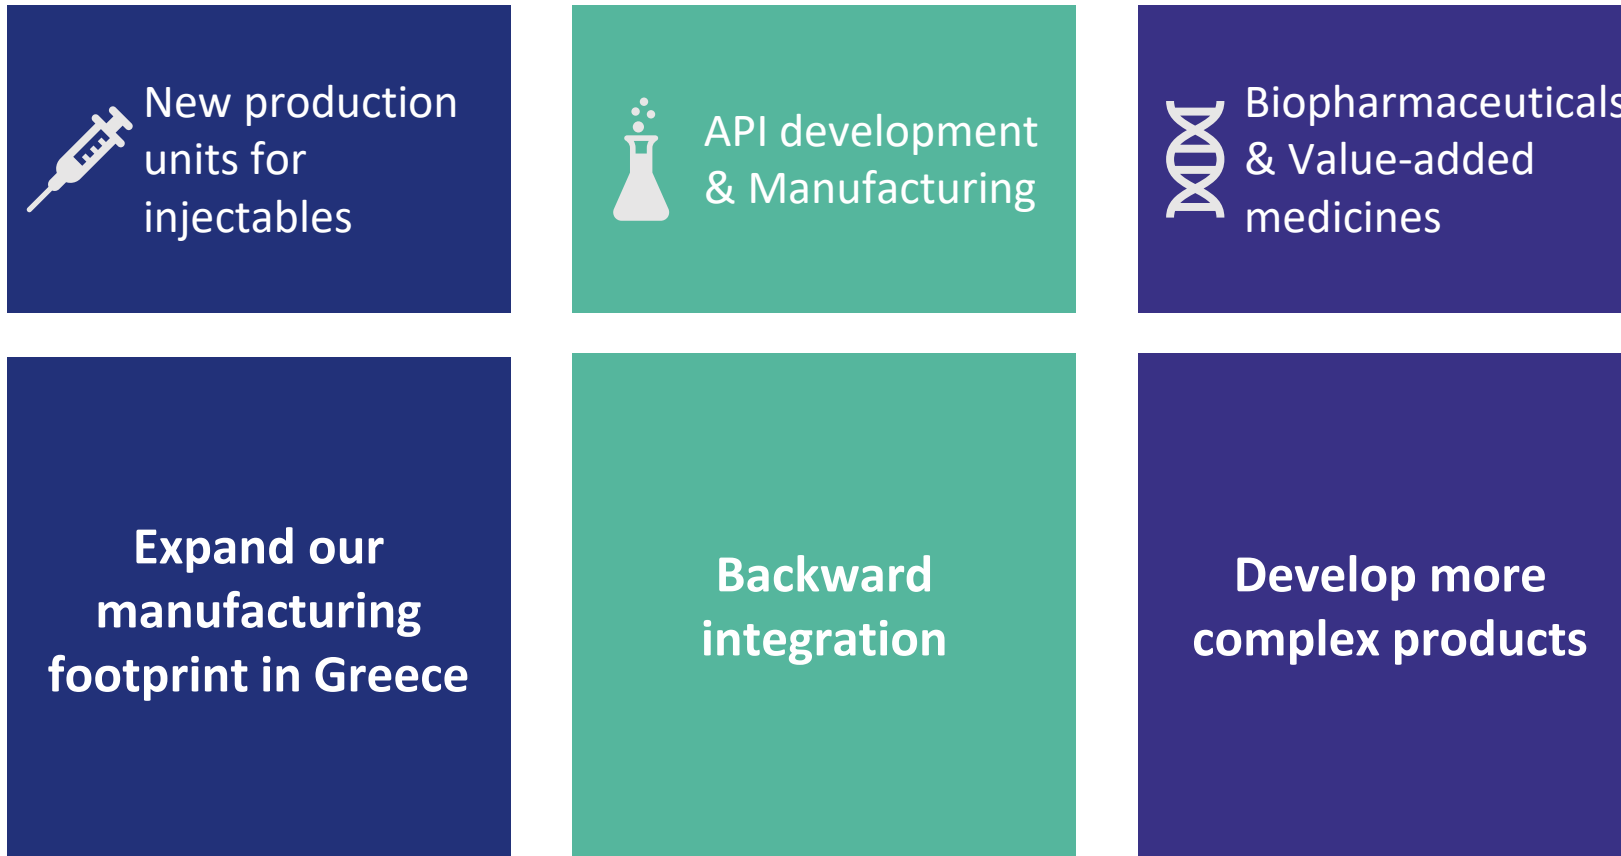 New production
units for
injectables
API development
& Manufacturing
Biopharmaceuticals
& Value-added
medicines
Expand our
manufacturing
footprint in Greece
Backward
integration
Develop more
complex products